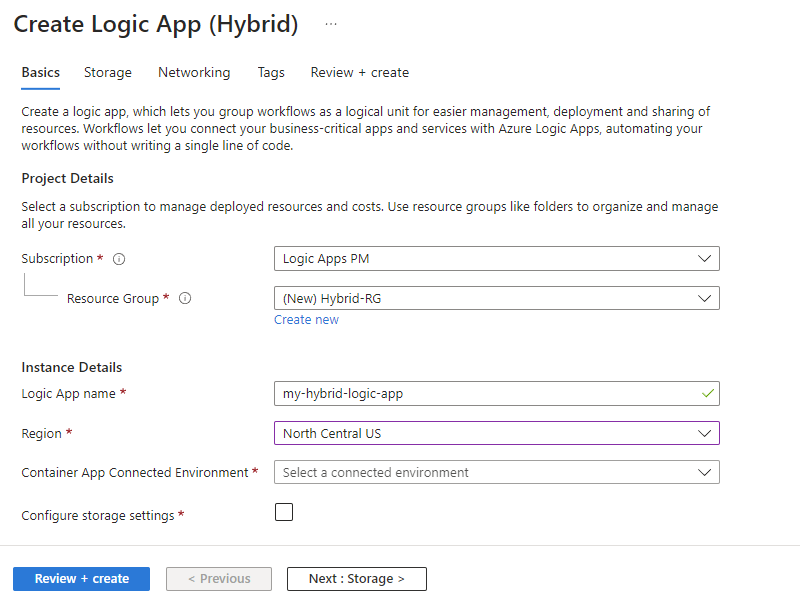 Create Logic App (Hybrid) ...
Basics Storage Networking Tags Review + create
Create a logic app, which lets you group workflows as a logical unit for easier management, deployment and sharing of
resources. Workflows let you connect your business-critical apps and services with Azure Logic Apps, automating your
workflows without writing a single line of code.
Project Details
Select a subscription to manage deployed resources and costs. Use resource groups like folders to organize and manage
all your resources.
Subscription * Logic Apps PM
Resource Group * (New) Hybrid-RG
Create new
Instance Details
Logic App name * my-hybrid-logic-app
Region * North Central US
Container App Connected Environment * Select a connected environment
Configure storage settings *
Review + create < Previous Next : Storage >